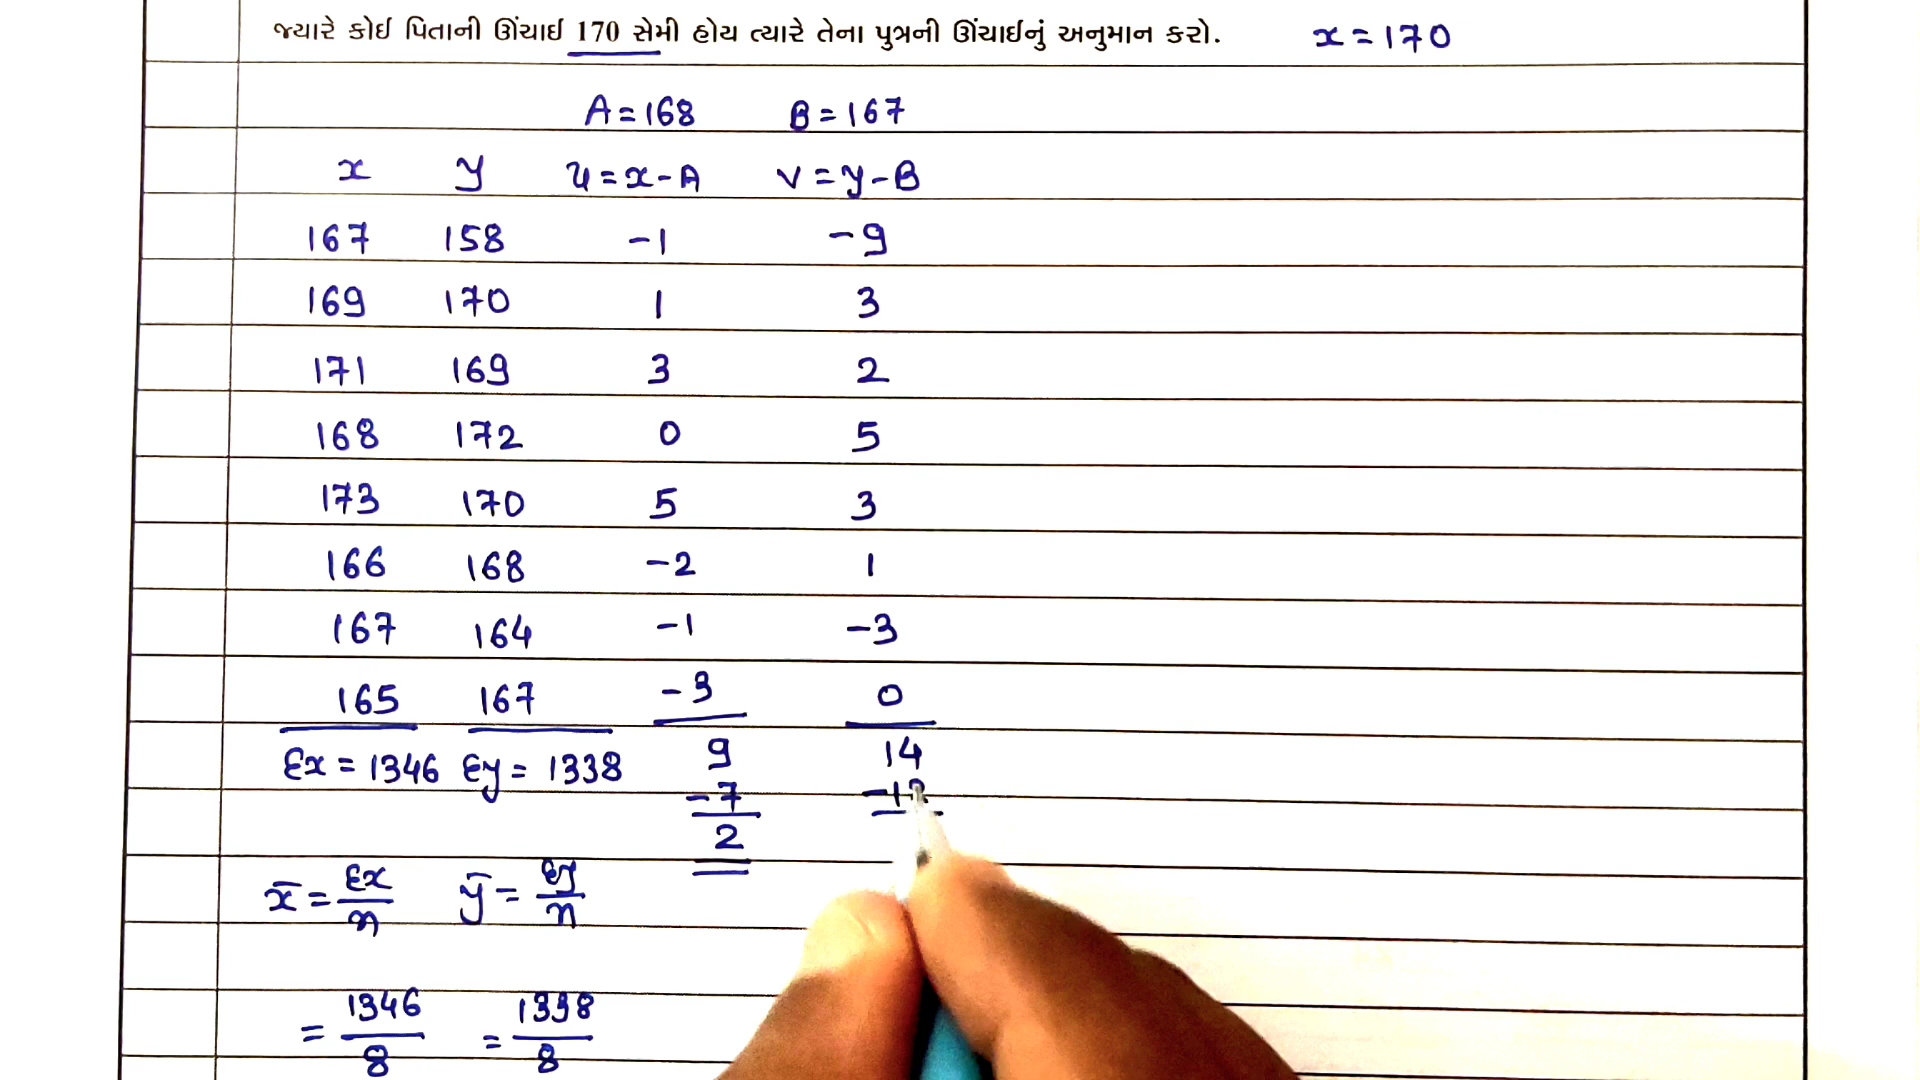 જ્યારે કોઈ પિતાની ઊંચાઈ 170 સેમી હોય ત્યારે તેના પુત્રની ઊંચાઈનું અનુમાન કરો. x = 170
A = 168 B = 167
x y u = x - A v = y - B
167 158 -1 -9
169 170 1 3
171 169 3 2
168 172 0 5
173 170 5 3
166 168 -2 1
167 164 -1 -3
165 167 -3 0
Σx = 1346 Σy = 1338 9 14
-7
2
x̄ = Σx/n ȳ = Σy/n
= 1346/8 = 1338/8